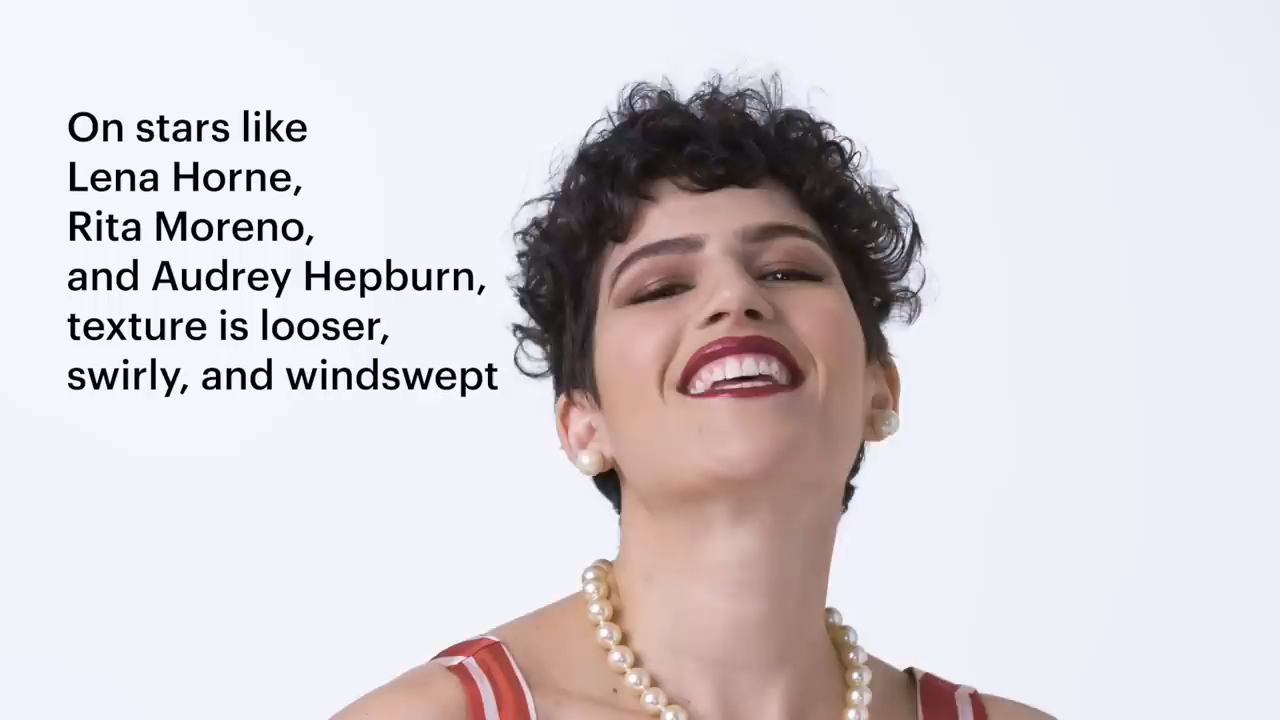 On stars like
Lena Horne,
Rita Moreno,
and Audrey Hepburn,
texture is looser,
swirly, and windswept